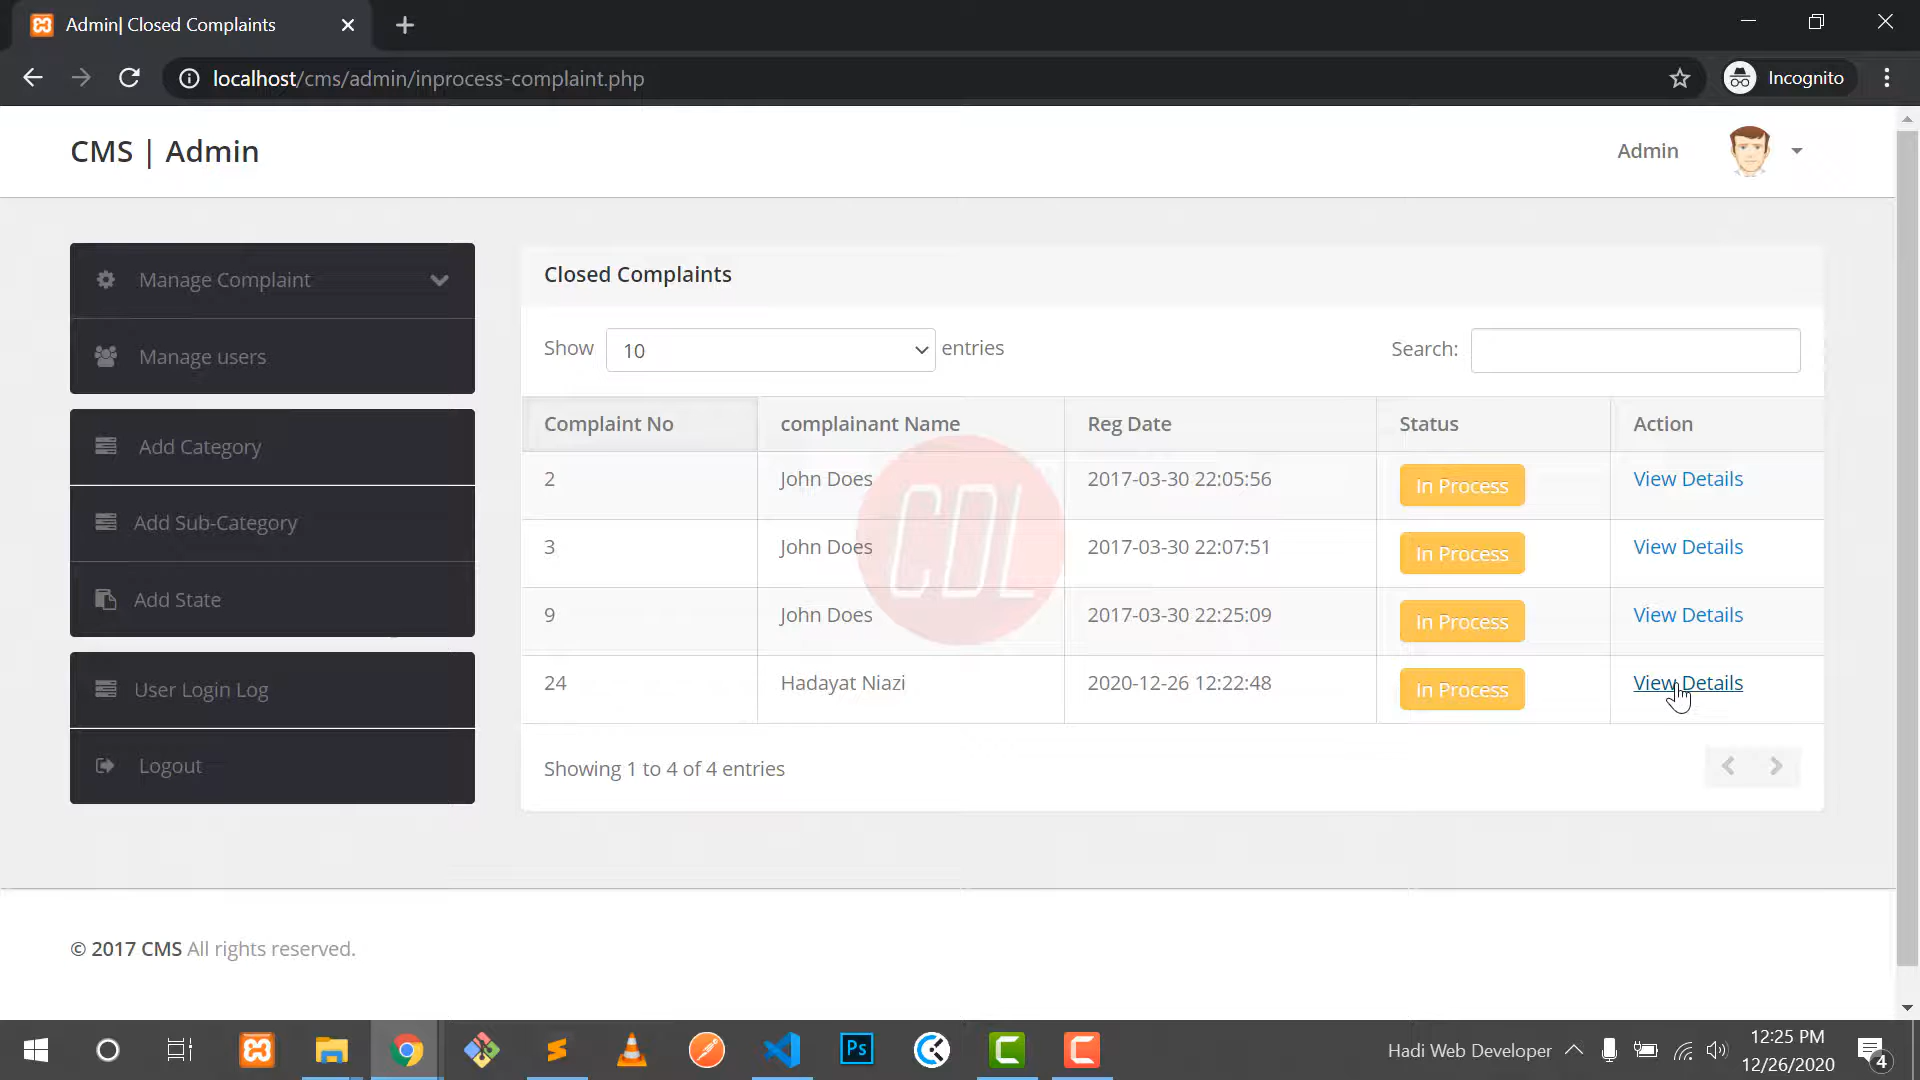 Admin| Closed Complaints
localhost/cms/admin/inprocess-complaint.php
Incognito
CMS | Admin
Admin
Manage Complaint
Manage users
Add Category
Add Sub-Category
Add State
User Login Log
Logout
Closed Complaints
Show 10 entries
Search:
Complaint No complainant Name Reg Date Status Action
2 John Does 2017-03-30 22:05:56 In Process View Details
3 John Does 2017-03-30 22:07:51 In Process View Details
9 John Does 2017-03-30 22:25:09 In Process View Details
24 Hadayat Niazi 2020-12-26 12:22:48 In Process View Details
CDL
Showing 1 to 4 of 4 entries
© 2017 CMS All rights reserved.
Ps
Hadi Web Developer
12:25 PM
12/26/2020
4